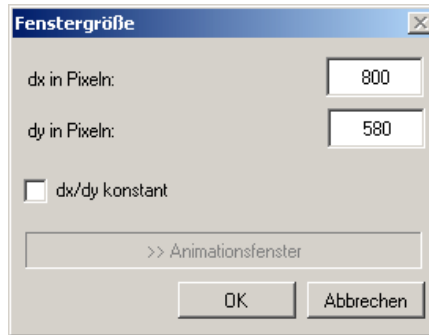 Fenstergröße
dx in Pixeln:
800
dy in Pixeln:
580
dx/dy konstant
>> Animationsfenster
OK
Abbrechen